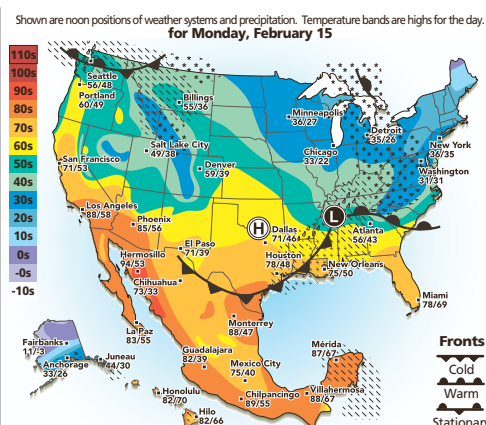 Shown are noon positions of weather systems and precipitation. Temperature bands are highs for the day.
for Monday, February 15
110s
100s
90s
80s
70s
60s
50s
40s
30s
20s
10s
0s
-0s
-10s
Seattle
56/48
Portland
60/49
Billings
55/36
Minneapolis
36/27
Detroit
35/26
New York
36/35
Salt Lake City
49/38
Chicago
33/22
San Francisco
71/53
Denver
59/39
Washington
31/31
Los Angeles
88/58
Phoenix
85/56
H
Dallas
71/46
L
Atlanta
56/43
El Paso
71/39
Hermosillo
94/53
Houston
78/48
New Orleans
75/50
Chihuahua
73/33
Miami
78/69
La Paz
83/55
Monterrey
88/47
Fairbanks
11/-3
Anchorage
33/26
Juneau
44/30
Guadalajara
82/39
Mexico City
75/40
Mérida
87/67
Honolulu
82/70
Chilpancingo
89/55
Villahermosa
88/67
Hilo
82/66
Fronts
Cold
Warm
Stationary